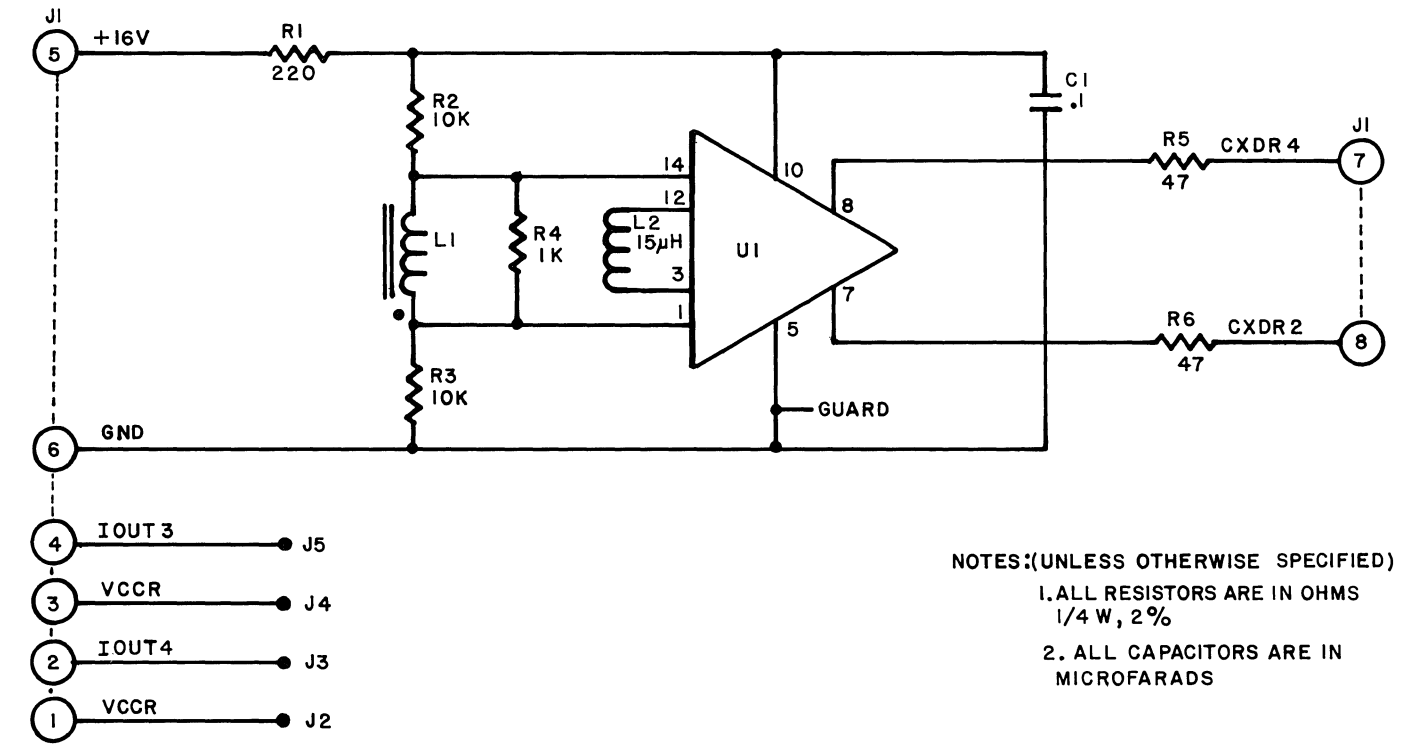 J1
5
+16V
R1
220
C1
.1
R2
10K
J1
R5
CXDR4
7
47
14
10
12
8
L1
R4
1K
L2
15µH
U1
3
1
7
5
R6
CXDR2
8
47
R3
10K
GUARD
6
GND
4
IOUT3
J5
3
VCCR
J4
2
IOUT4
J3
1
VCCR
J2
NOTES:(UNLESS OTHERWISE SPECIFIED)
1.ALL RESISTORS ARE IN OHMS
1/4 W, 2%
2. ALL CAPACITORS ARE IN
MICROFARADS